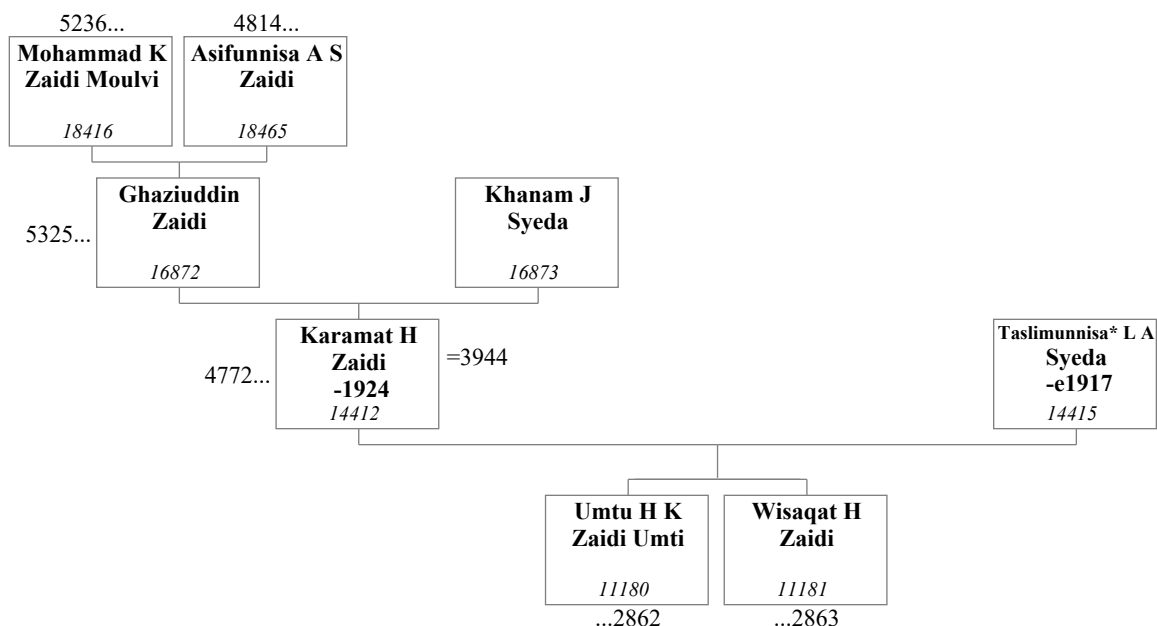 5236...
4814...
Mohammad K
Zaidi Moulvi
18416
Asifunnisa A S
Zaidi
18465
5325...
Ghaziuddin
Zaidi
16872
Khanam J
Syeda
16873
4772...
Karamat H
Zaidi
-1924
14412
=3944
Taslimunnisa* L A
Syeda
-e1917
14415
Umtu H K
Zaidi Umti
11180
...2862
Wisaqat H
Zaidi
11181
...2863